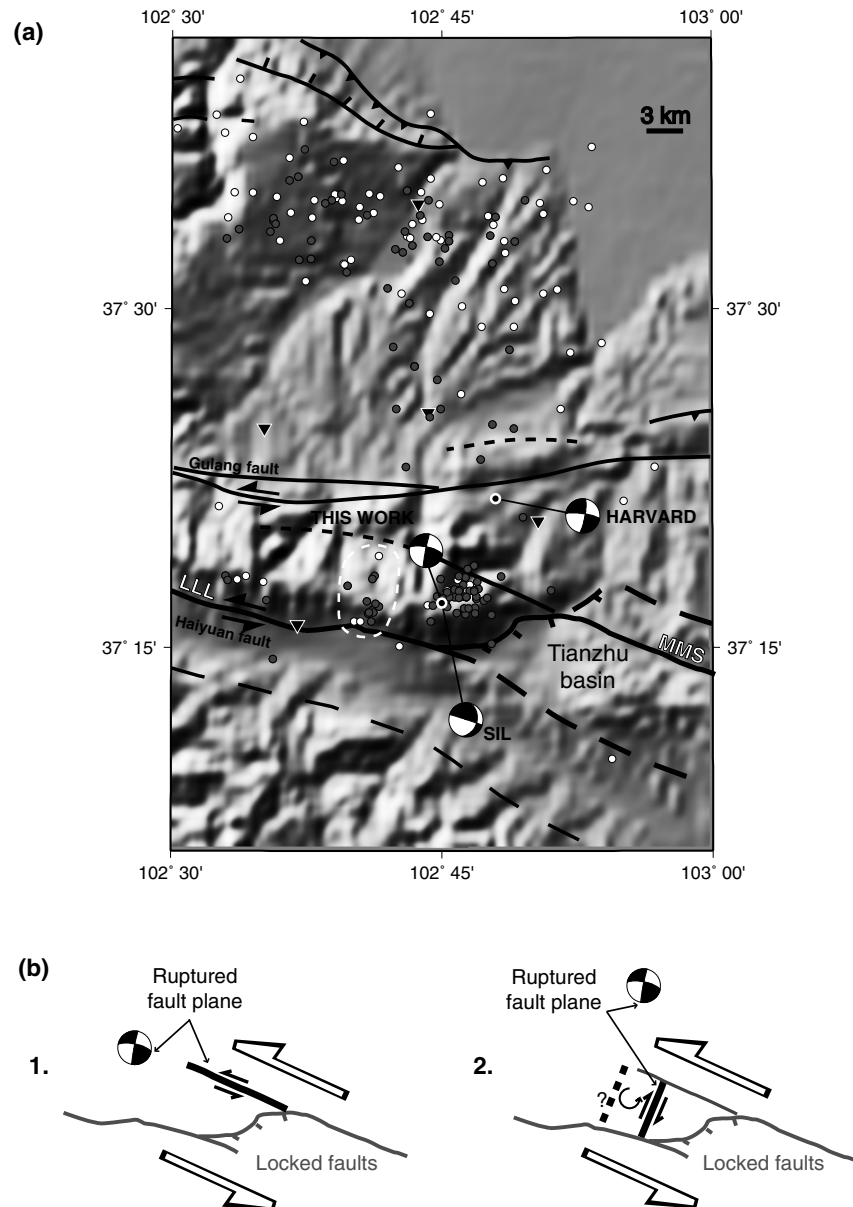 (a)
102˚ 30'
102˚ 45'
103˚ 00'
3 km
37˚ 30'
37˚ 30'
Gulang fault
THIS WORK
HARVARD
LLL
Haiyuan fault
37˚ 15'
37˚ 15'
Tianzhu
basin
MMS
SIL
102˚ 30'
102˚ 45'
103˚ 00'
(b)
Ruptured
fault plane
1.
Locked faults
Ruptured
fault plane
2.
?
Locked faults